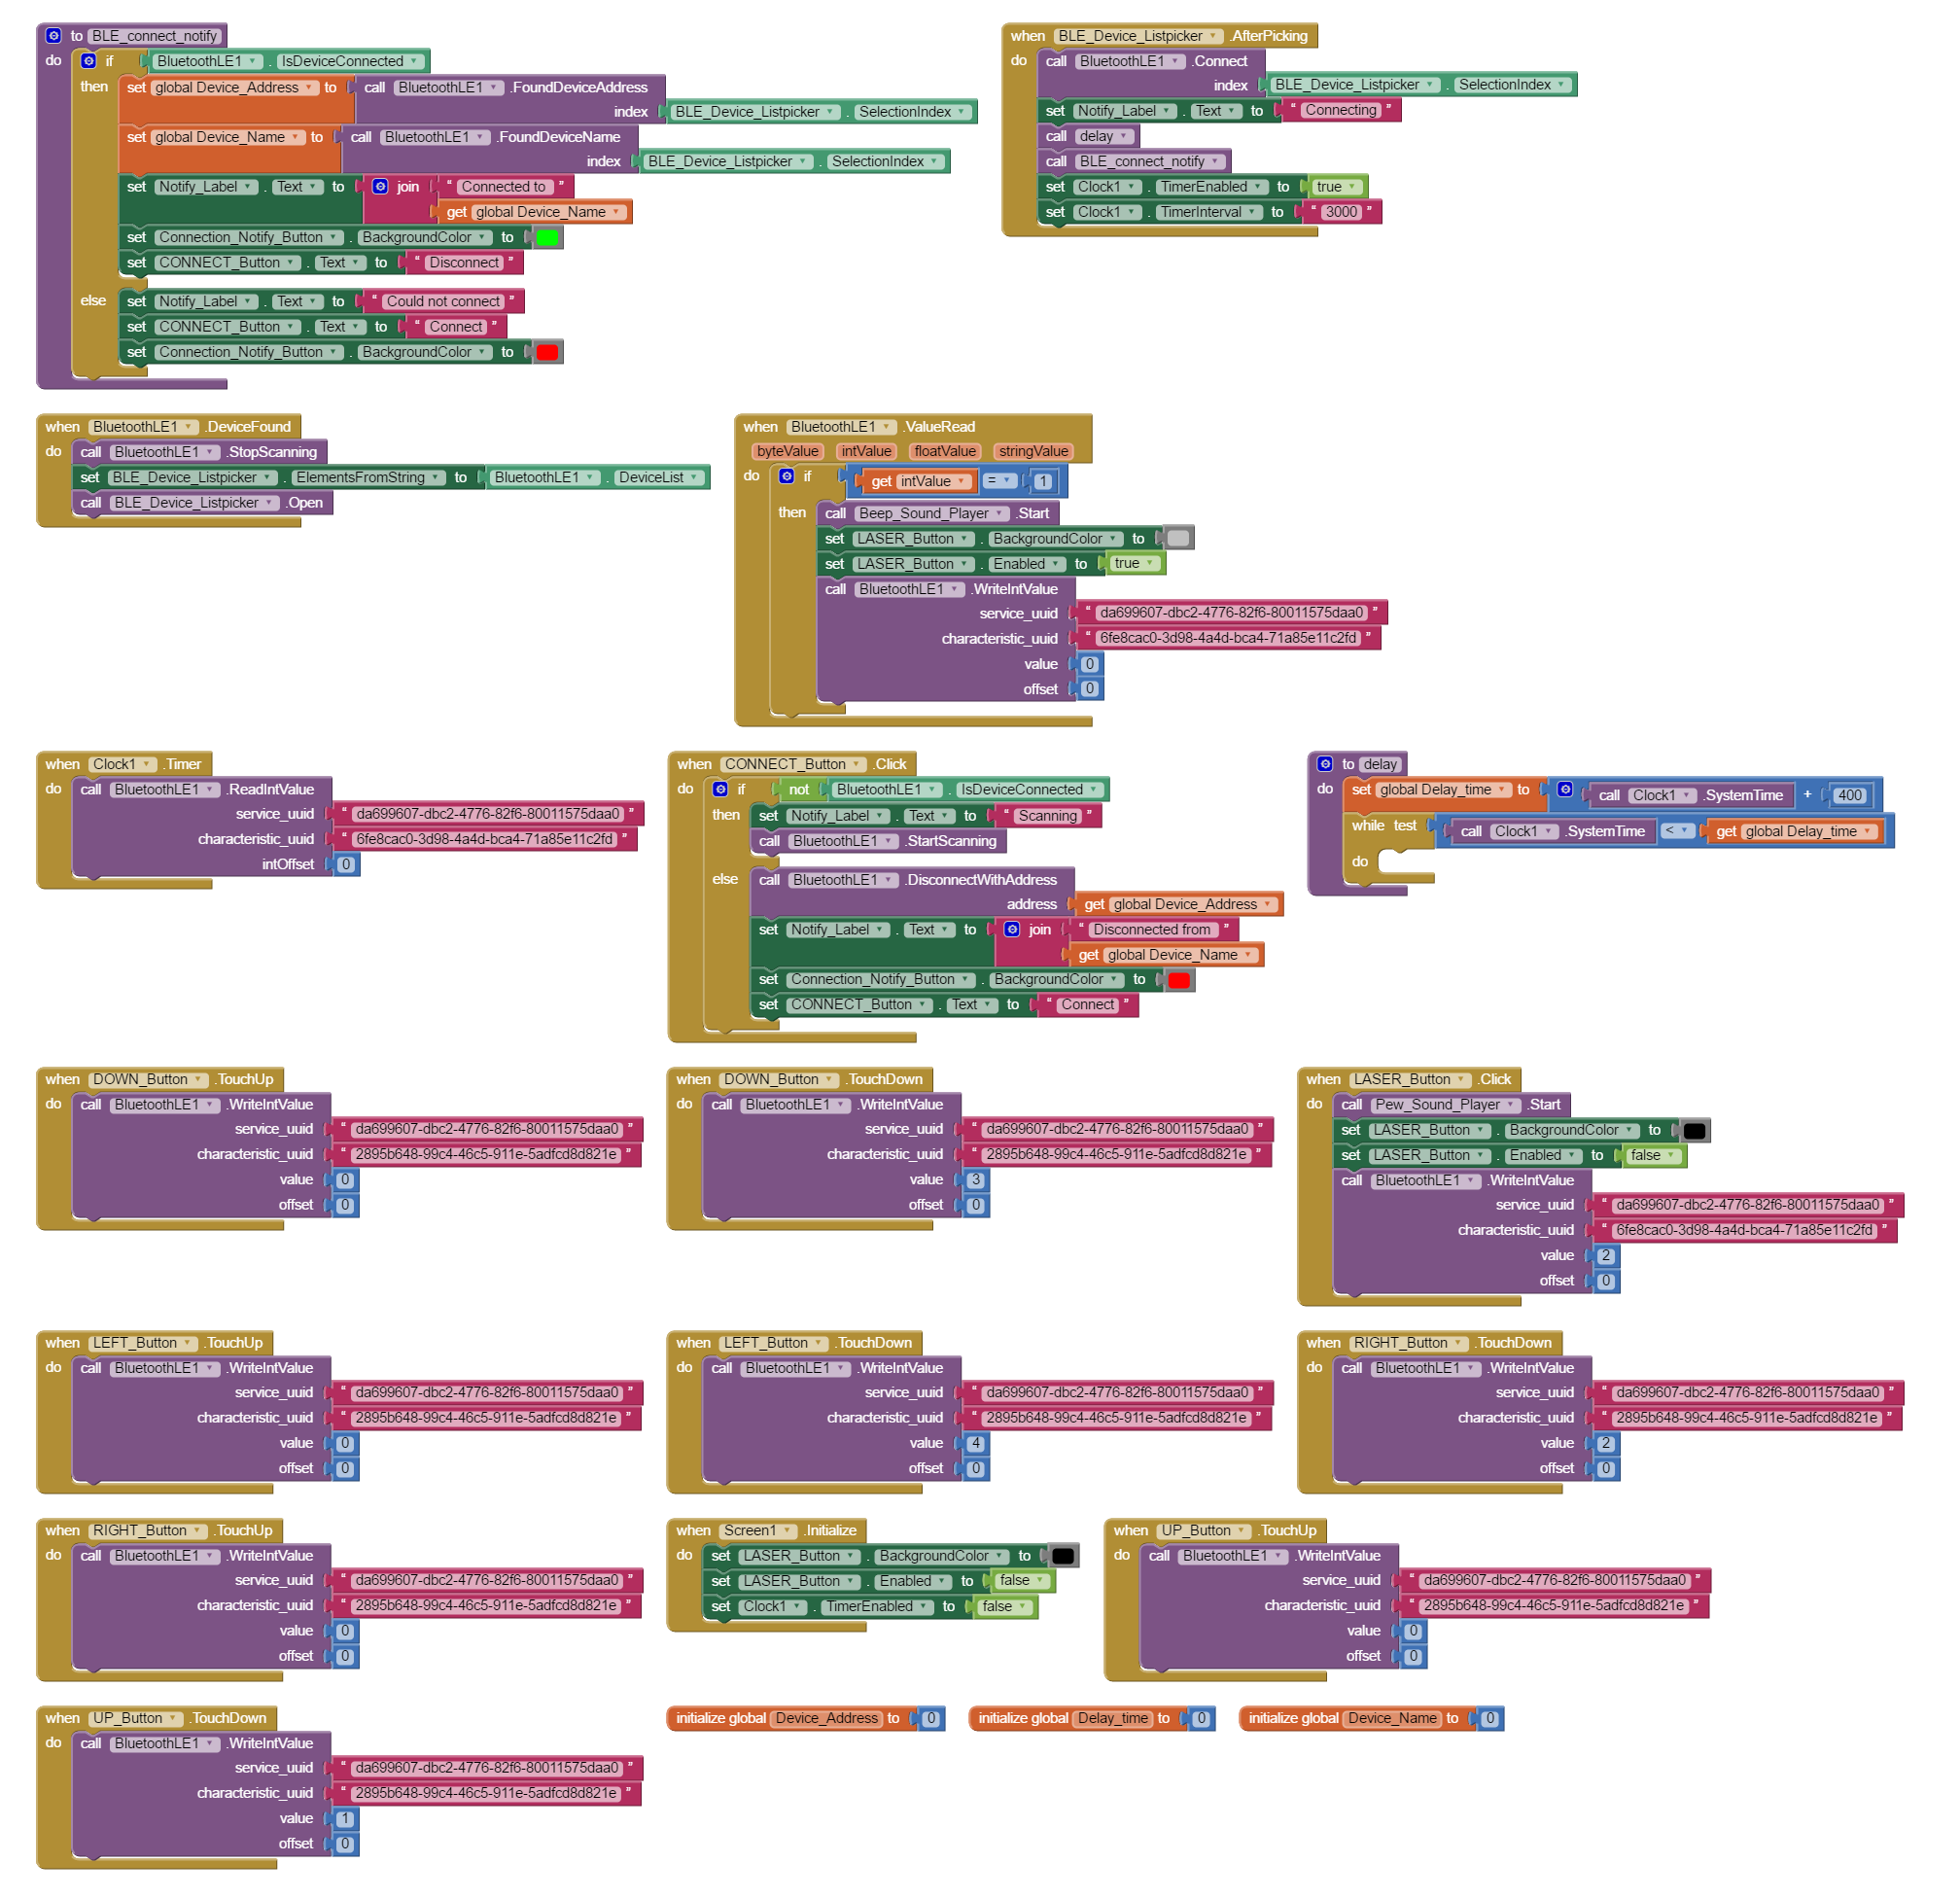 to BLE_connect_notify
do if BluetoothLE1 . IsDeviceConnected
then set global Device_Address to call BluetoothLE1 .FoundDeviceAddress
index BLE_Device_Listpicker . SelectionIndex
set global Device_Name to call BluetoothLE1 .FoundDeviceName
index BLE_Device_Listpicker . SelectionIndex
set Notify_Label . Text to join “ Connected to ”
get global Device_Name
set Connection_Notify_Button . BackgroundColor to
set CONNECT_Button . Text to “ Disconnect ”
else set Notify_Label . Text to “ Could not connect ”
set CONNECT_Button . Text to “ Connect ”
set Connection_Notify_Button . BackgroundColor to
when BLE_Device_Listpicker .AfterPicking
do call BluetoothLE1 .Connect
index BLE_Device_Listpicker . SelectionIndex
set Notify_Label . Text to “ Connecting ”
call delay
call BLE_connect_notify
set Clock1 . TimerEnabled to true
set Clock1 . TimerInterval to “ 3000 ”
when BluetoothLE1 .DeviceFound
do call BluetoothLE1 .StopScanning
set BLE_Device_Listpicker . ElementsFromString to BluetoothLE1 . DeviceList
call BLE_Device_Listpicker .Open
when BluetoothLE1 .ValueRead
byteValue intValue floatValue stringValue
do if get intValue = 1
then call Beep_Sound_Player .Start
set LASER_Button . BackgroundColor to
set LASER_Button . Enabled to true
call BluetoothLE1 .WriteIntValue
service_uuid “ da699607-dbc2-4776-82f6-80011575daa0 ”
characteristic_uuid “ 6fe8cac0-3d98-4a4d-bca4-71a85e11c2fd ”
value 0
offset 0
when Clock1 .Timer
do call BluetoothLE1 .ReadIntValue
service_uuid “ da699607-dbc2-4776-82f6-80011575daa0 ”
characteristic_uuid “ 6fe8cac0-3d98-4a4d-bca4-71a85e11c2fd ”
intOffset 0
when CONNECT_Button .Click
do if not BluetoothLE1 . IsDeviceConnected
then set Notify_Label . Text to “ Scanning ”
call BluetoothLE1 .StartScanning
else call BluetoothLE1 .DisconnectWithAddress
address get global Device_Address
set Notify_Label . Text to join “ Disconnected from ”
get global Device_Name
set Connection_Notify_Button . BackgroundColor to
set CONNECT_Button . Text to “ Connect ”
to delay
do set global Delay_time to call Clock1 .SystemTime + 400
while test call Clock1 .SystemTime < get global Delay_time
do
when DOWN_Button .TouchUp
do call BluetoothLE1 .WriteIntValue
service_uuid “ da699607-dbc2-4776-82f6-80011575daa0 ”
characteristic_uuid “ 2895b648-99c4-46c5-911e-5adfcd8d821e ”
value 0
offset 0
when DOWN_Button .TouchDown
do call BluetoothLE1 .WriteIntValue
service_uuid “ da699607-dbc2-4776-82f6-80011575daa0 ”
characteristic_uuid “ 2895b648-99c4-46c5-911e-5adfcd8d821e ”
value 3
offset 0
when LASER_Button .Click
do call Pew_Sound_Player .Start
set LASER_Button . BackgroundColor to
set LASER_Button . Enabled to false
call BluetoothLE1 .WriteIntValue
service_uuid “ da699607-dbc2-4776-82f6-80011575daa0 ”
characteristic_uuid “ 6fe8cac0-3d98-4a4d-bca4-71a85e11c2fd ”
value 2
offset 0
when LEFT_Button .TouchUp
do call BluetoothLE1 .WriteIntValue
service_uuid “ da699607-dbc2-4776-82f6-80011575daa0 ”
characteristic_uuid “ 2895b648-99c4-46c5-911e-5adfcd8d821e ”
value 0
offset 0
when LEFT_Button .TouchDown
do call BluetoothLE1 .WriteIntValue
service_uuid “ da699607-dbc2-4776-82f6-80011575daa0 ”
characteristic_uuid “ 2895b648-99c4-46c5-911e-5adfcd8d821e ”
value 4
offset 0
when RIGHT_Button .TouchDown
do call BluetoothLE1 .WriteIntValue
service_uuid “ da699607-dbc2-4776-82f6-80011575daa0 ”
characteristic_uuid “ 2895b648-99c4-46c5-911e-5adfcd8d821e ”
value 2
offset 0
when RIGHT_Button .TouchUp
do call BluetoothLE1 .WriteIntValue
service_uuid “ da699607-dbc2-4776-82f6-80011575daa0 ”
characteristic_uuid “ 2895b648-99c4-46c5-911e-5adfcd8d821e ”
value 0
offset 0
when Screen1 .Initialize
do set LASER_Button . BackgroundColor to
set LASER_Button . Enabled to false
set Clock1 . TimerEnabled to false
when UP_Button .TouchUp
do call BluetoothLE1 .WriteIntValue
service_uuid “ da699607-dbc2-4776-82f6-80011575daa0 ”
characteristic_uuid “ 2895b648-99c4-46c5-911e-5adfcd8d821e ”
value 0
offset 0
when UP_Button .TouchDown
do call BluetoothLE1 .WriteIntValue
service_uuid “ da699607-dbc2-4776-82f6-80011575daa0 ”
characteristic_uuid “ 2895b648-99c4-46c5-911e-5adfcd8d821e ”
value 1
offset 0
initialize global Device_Address to 0
initialize global Delay_time to 0
initialize global Device_Name to 0